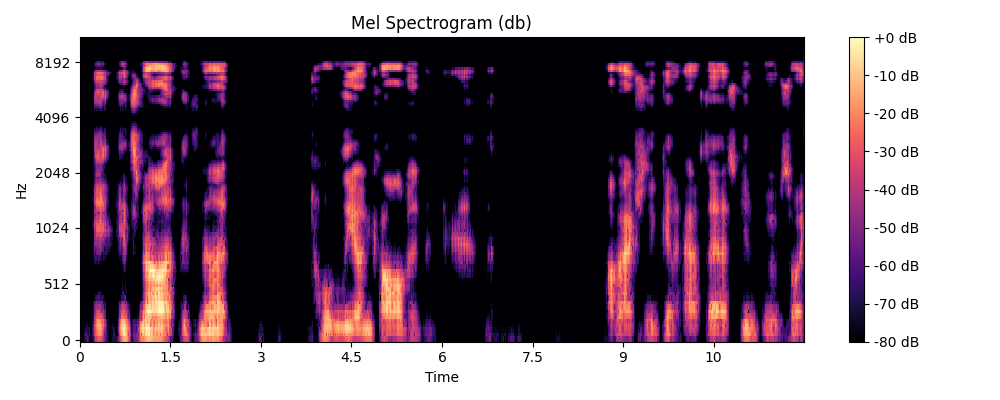 Mel Spectrogram (db)
Hz
8192
4096
2048
1024
512
0
0 1.5 3 4.5 6 7.5 9 10
Time
+0 dB
-10 dB
-20 dB
-30 dB
-40 dB
-50 dB
-60 dB
-70 dB
-80 dB